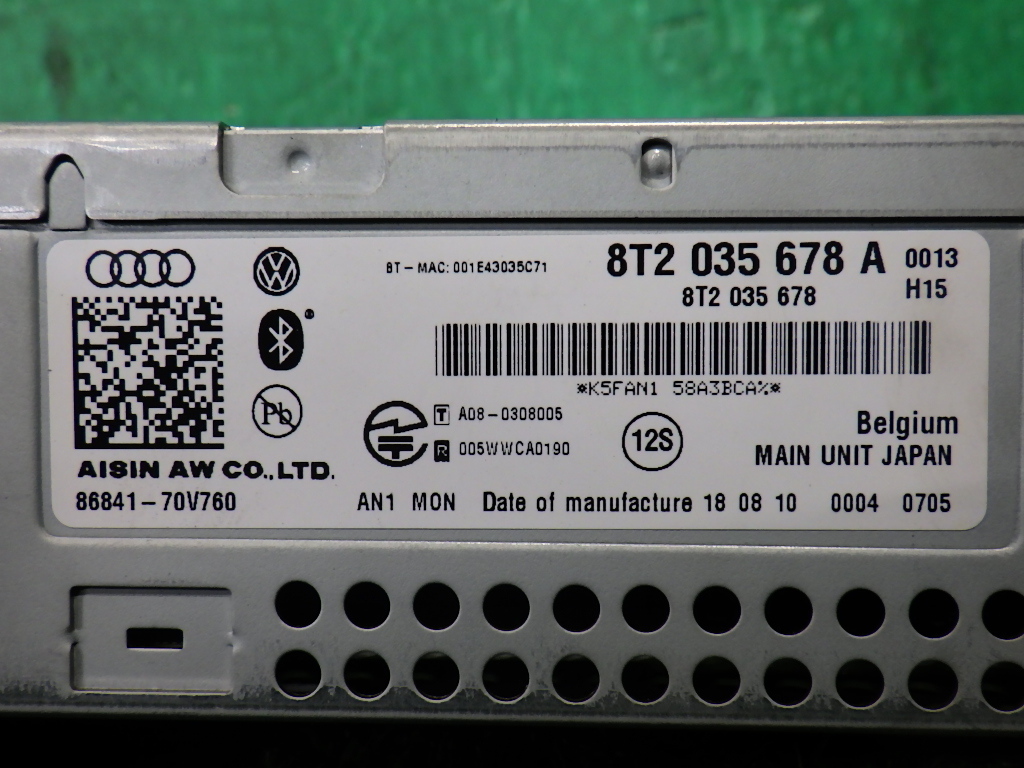 BT-MAC: 001E43035C71
8T2 035 678 A 0013
8T2 035 678 H15
*K5FAN1 58A3BCA%*
Pb
T A08-0308005
R 005WWCA0190
12S
Belgium
MAIN UNIT JAPAN
AISIN AW CO.,LTD.
86841-70V760 AN1 MON Date of manufacture 18 08 10 0004 0705